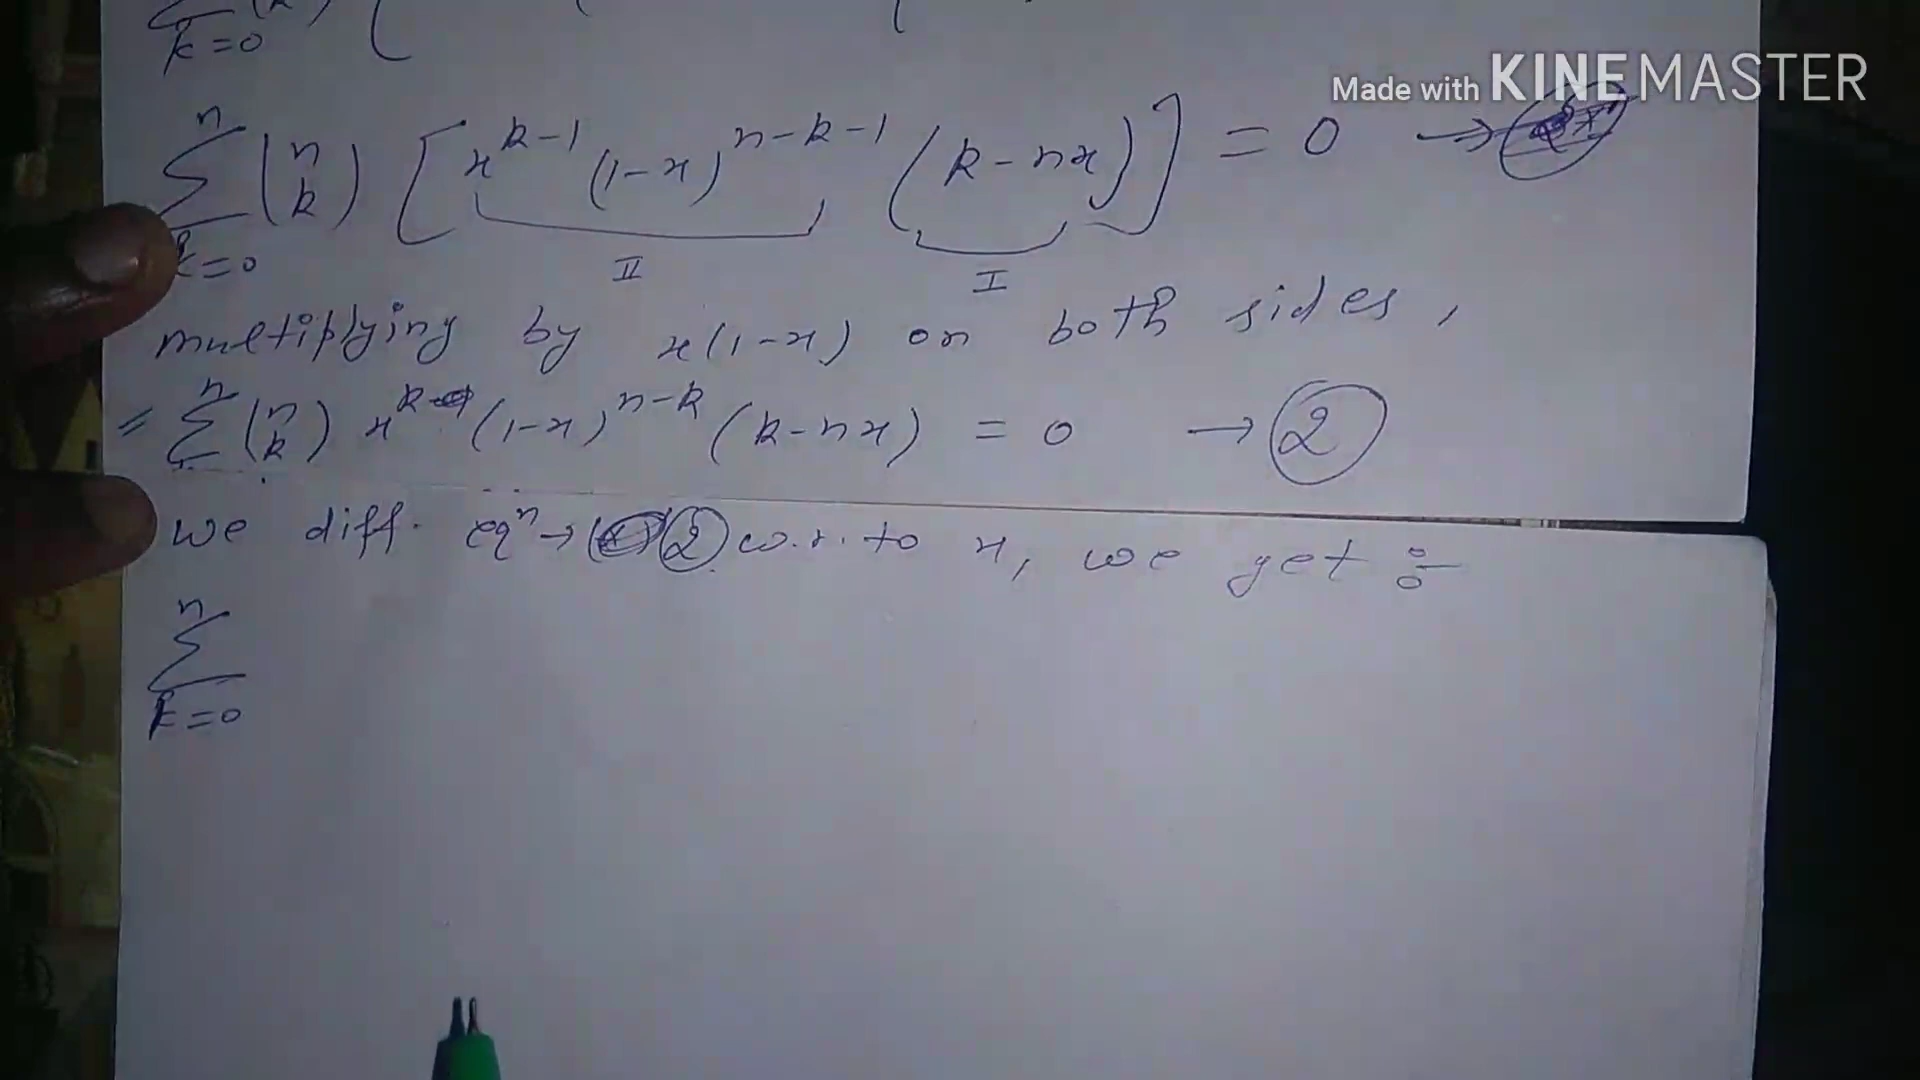 k=0
Made with KINEMASTER
n
∑ (n k) [ x^{k-1} (1-x)^{n-k-1} (k-nx) ] = 0 →
k=0
II I
multiplying by x(1-x) on both sides,
= ∑^n (n k) x^k (1-x)^{n-k} (k-nx) = 0 → (2)
we diff. eqⁿ → (2) w.r. to x, we get :-
n
∑
k=0